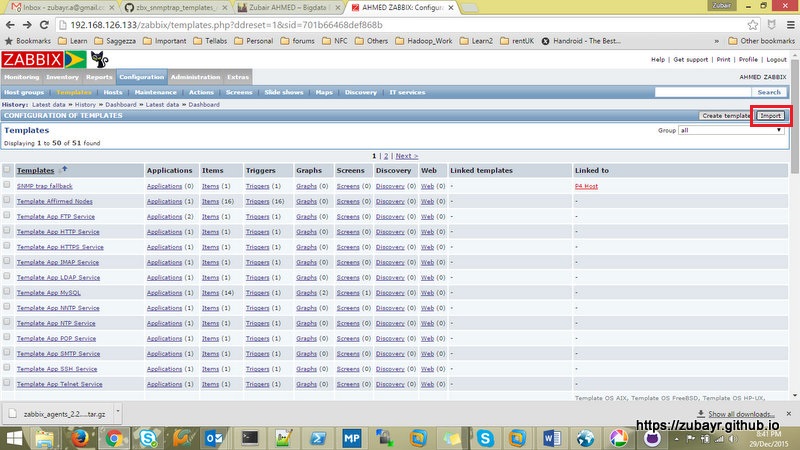 Inbox - zubayr.a@gmail.co
zbx_snmptrap_templates_
Zubair AHMED ~ Bigdata
AHMED ZABBIX: Configur
Zubair
192.168.126.133/zabbix/templates.php?ddreset=1&sid=701b66468def868b
Bookmarks Learn Saggezza Important Tellabs Others forum NFC Others Hadoop_Work Learn2 rentUK Handroid - The Best... Other bookmarks
ZABBIX
Help | Get support | Print | Profile | Logout
Monitoring Inventory Reports Configuration Administration Extras
AHMED ZABBIX
Host groups Templates Hosts Maintenance Actions Screens Slide shows Maps Discovery IT services
Search
History: Latest data » History » Dashboard » Latest data » Dashboard
CONFIGURATION OF TEMPLATES
Create template Import
Templates
Group all
Displaying 1 to 50 of 51 found
1 | 2 | Next >
Templates Applications Items Triggers Graphs Screens Discovery Web Linked templates Linked to
SNMP trap fallback Applications (0) Items (1) Triggers (1) Graphs (0) Screens (0) Discovery (0) Web (0) - P4 Host
Template Affirmed Nodes Applications (1) Items (16) Triggers (16) Graphs (0) Screens (0) Discovery (0) Web (0) - -
Template App FTP Service Applications (2) Items (1) Triggers (1) Graphs (0) Screens (0) Discovery (0) Web (0) - -
Template App HTTP Service Applications (1) Items (1) Triggers (1) Graphs (0) Screens (0) Discovery (0) Web (0) - -
Template App HTTPS Service Applications (1) Items (1) Triggers (1) Graphs (0) Screens (0) Discovery (0) Web (0) - -
Template App IMAP Service Applications (1) Items (1) Triggers (1) Graphs (0) Screens (0) Discovery (0) Web (0) - -
Template App LDAP Service Applications (1) Items (1) Triggers (1) Graphs (0) Screens (0) Discovery (0) Web (0) - -
Template App MySQL Applications (1) Items (14) Triggers (1) Graphs (2) Screens (1) Discovery (0) Web (0) - -
Template App NNTP Service Applications (1) Items (1) Triggers (1) Graphs (0) Screens (0) Discovery (0) Web (0) - -
Template App NTP Service Applications (1) Items (1) Triggers (1) Graphs (0) Screens (0) Discovery (0) Web (0) - -
Template App POP Service Applications (1) Items (1) Triggers (1) Graphs (0) Screens (0) Discovery (0) Web (0) - -
Template App SMTP Service Applications (1) Items (1) Triggers (1) Graphs (0) Screens (0) Discovery (0) Web (0) - -
Template App SSH Service Applications (1) Items (1) Triggers (1) Graphs (0) Screens (0) Discovery (0) Web (0) - -
Template App Telnet Service Applications (1) Items (1) Triggers (1) Graphs (0) Screens (0) Discovery (0) Web (0) - -
Template OS AIX, Template OS FreeBSD, Template OS HP-UX,
zabbix_agents_2.2.....tar.gz
Show all downloads...
https://zubayr.github.io
MP
8:41 PM
29/Dec/2015